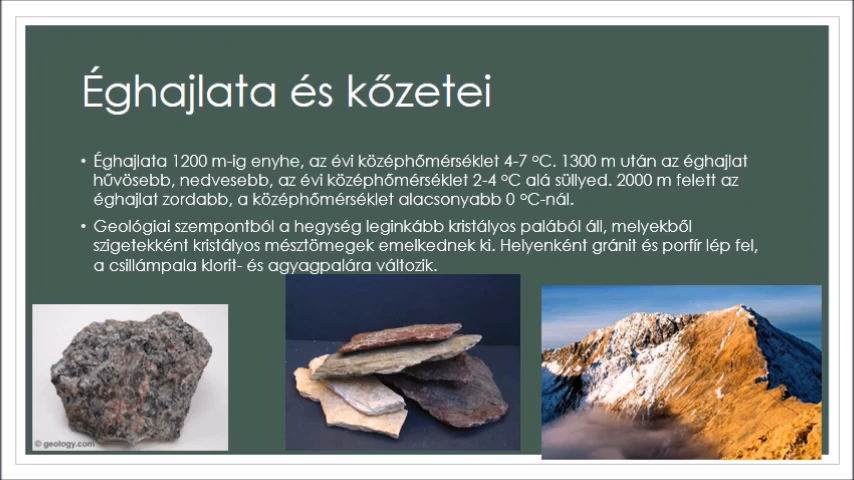 Éghajlata és kőzetei
• Éghajlata 1200 m-ig enyhe, az évi középhőmérséklet 4-7 °C. 1300 m után az éghajlat
hűvösebb, nedvesebb, az évi középhőmérséklet 2-4 °C alá süllyed. 2000 m felett az
éghajlat zordabb, a középhőmérséklet alacsonyabb 0 °C-nál.
• Geológiai szempontból a hegység leginkább kristályos palából áll, melyekből
szigetekként kristályos mésztömegek emelkednek ki. Helyenként gránit és porfír lép fel,
a csillámpala klorit- és agyagpalára változik.
© geology.com